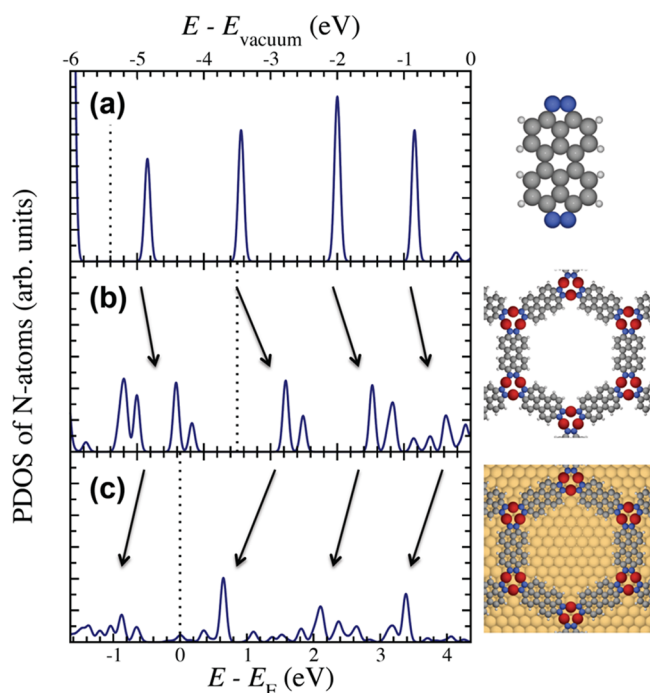 E - E_vacuum (eV)
-6 -5 -4 -3 -2 -1 0
(a)
PDOS of N-atoms (arb. units)
(b)
(c)
-1 0 1 2 3 4
E - E_F (eV)